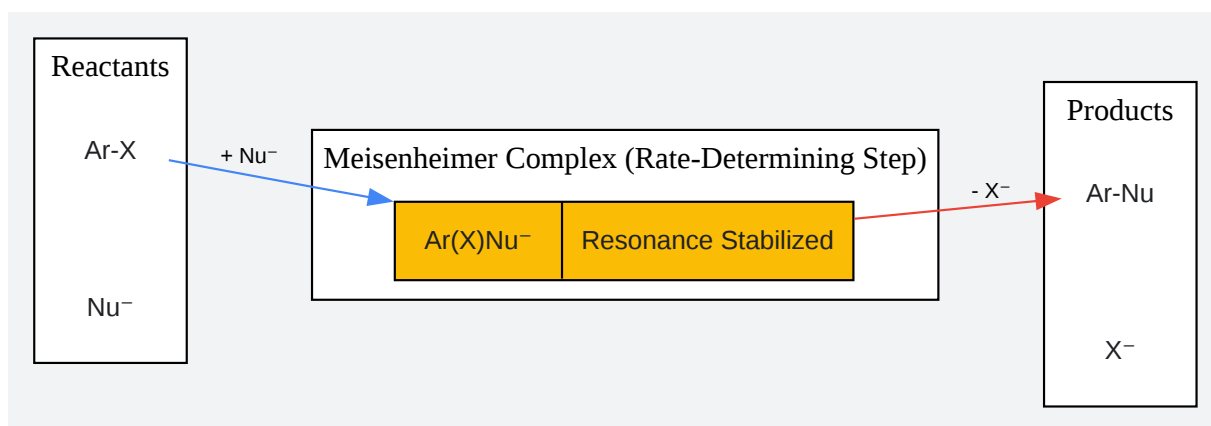 Reactants
Ar-X
Nu⁻
+ Nu⁻
Meisenheimer Complex (Rate-Determining Step)
Ar(X)Nu⁻
Resonance Stabilized
- X⁻
Products
Ar-Nu
X⁻